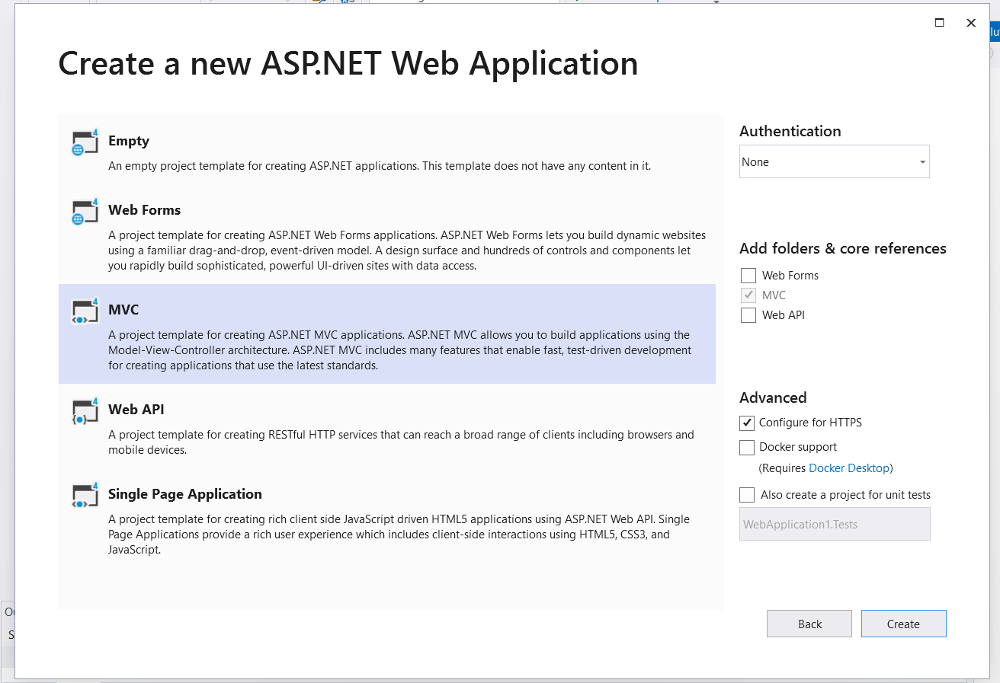 Create a new ASP.NET Web Application
Empty
An empty project template for creating ASP.NET applications. This template does not have any content in it.
Web Forms
A project template for creating ASP.NET Web Forms applications. ASP.NET Web Forms lets you build dynamic websites
using a familiar drag-and-drop, event-driven model. A design surface and hundreds of controls and components let
you rapidly build sophisticated, powerful UI-driven sites with data access.
MVC
A project template for creating ASP.NET MVC applications. ASP.NET MVC allows you to build applications using the
Model-View-Controller architecture. ASP.NET MVC includes many features that enable fast, test-driven development
for creating applications that use the latest standards.
Web API
A project template for creating RESTful HTTP services that can reach a broad range of clients including browsers and
mobile devices.
Single Page Application
A project template for creating rich client side JavaScript driven HTML5 applications using ASP.NET Web API. Single
Page Applications provide a rich user experience which includes client-side interactions using HTML5, CSS3, and
JavaScript.
Authentication
None
Add folders & core references
Web Forms
MVC
Web API
Advanced
Configure for HTTPS
Docker support
(Requires Docker Desktop)
Also create a project for unit tests
WebApplication1.Tests
Back
Create